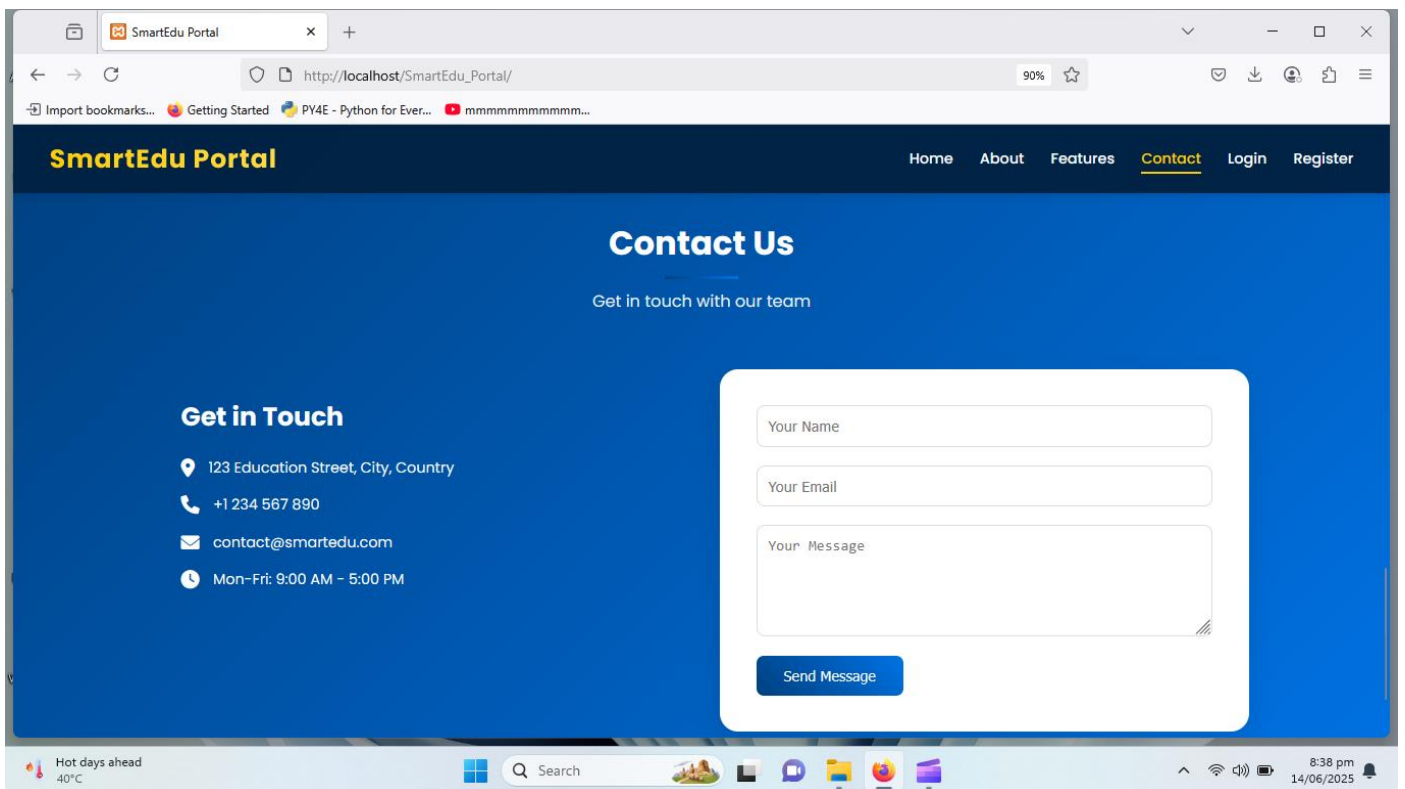 SmartEdu Portal
http://localhost/SmartEdu_Portal/
90%
Import bookmarks...
Getting Started
PY4E - Python for Ever...
mmmmmmmmmmm...
SmartEdu Portal
Home
About
Features
Contact
Login
Register
Contact Us
Get in touch with our team
Get in Touch
123 Education Street, City, Country
+1 234 567 890
contact@smartedu.com
Mon-Fri: 9:00 AM - 5:00 PM
Your Name
Your Email
Your Message
Send Message
Hot days ahead
40°C
Search
8:38 pm
14/06/2025